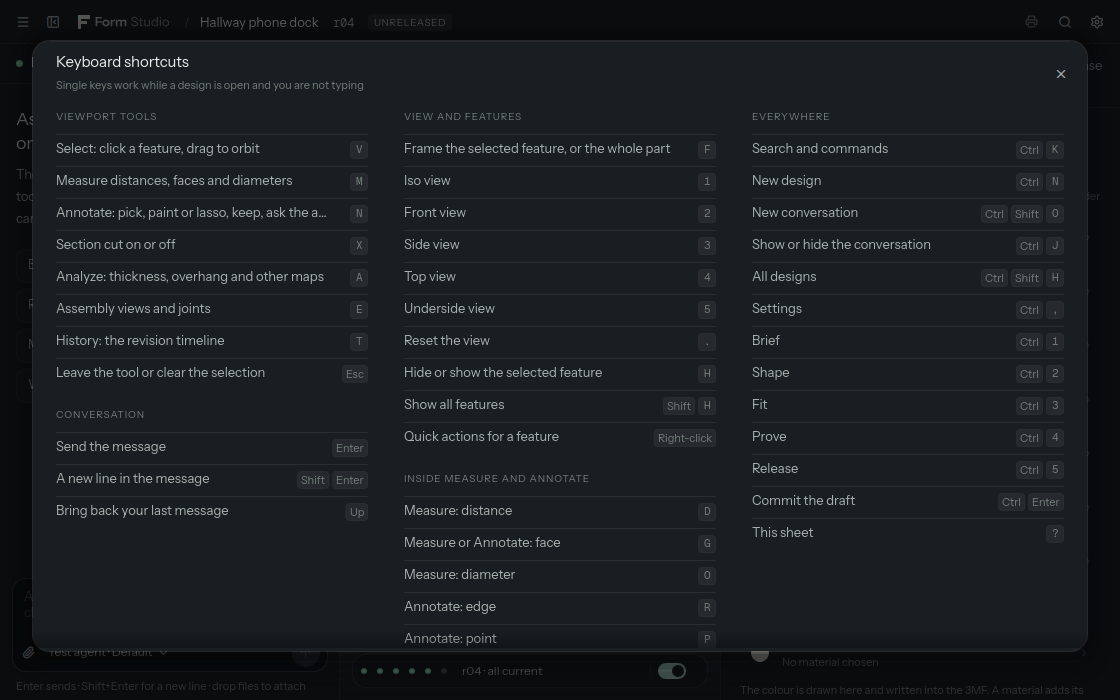 Form Studio / Hallway phone dock r04 UNRELEASED
Keyboard shortcuts
Single keys work while a design is open and you are not typing
VIEWPORT TOOLS
Select: click a feature, drag to orbit V
Measure distances, faces and diameters M
Annotate: pick, paint or lasso, keep, ask the a... N
Section cut on or off X
Analyze: thickness, overhang and other maps A
Assembly views and joints E
History: the revision timeline T
Leave the tool or clear the selection Esc
CONVERSATION
Send the message Enter
A new line in the message Shift Enter
Bring back your last message Up
VIEW AND FEATURES
Frame the selected feature, or the whole part F
Iso view 1
Front view 2
Side view 3
Top view 4
Underside view 5
Reset the view .
Hide or show the selected feature H
Show all features Shift H
Quick actions for a feature Right-click
INSIDE MEASURE AND ANNOTATE
Measure: distance D
Measure or Annotate: face G
Measure: diameter O
Annotate: edge R
Annotate: point P
EVERYWHERE
Search and commands Ctrl K
New design Ctrl N
New conversation Ctrl Shift O
Show or hide the conversation Ctrl J
All designs Ctrl Shift H
Settings Ctrl ,
Brief Ctrl 1
Shape Ctrl 2
Fit Ctrl 3
Prove Ctrl 4
Release Ctrl 5
Commit the draft Ctrl Enter
This sheet ?
Test agent · Default
Enter sends · Shift+Enter for a new line · drop files to attach
r04 · all current
No material chosen
The colour is drawn here and written into the 3MF. A material adds its